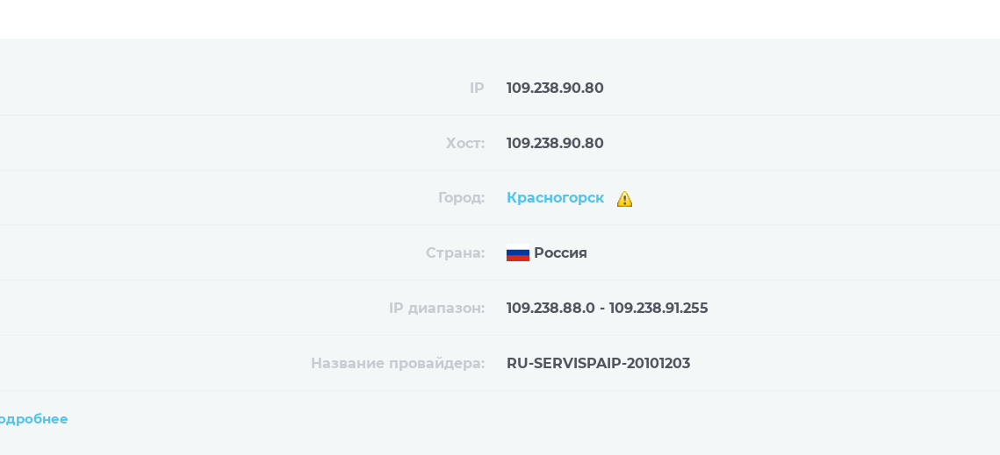 IP 109.238.90.80
Хост: 109.238.90.80
Город: Красногорск
Страна: Россия
IP диапазон: 109.238.88.0 - 109.238.91.255
Название провайдера: RU-SERVISPAIP-20101203
одробнее